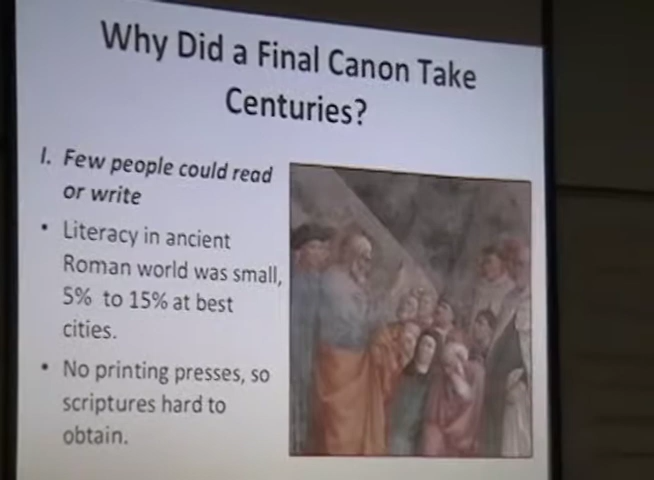 Why Did a Final Canon Take
Centuries?
I. Few people could read
or write
• Literacy in ancient
Roman world was small,
5% to 15% at best
cities.
• No printing presses, so
scriptures hard to
obtain.